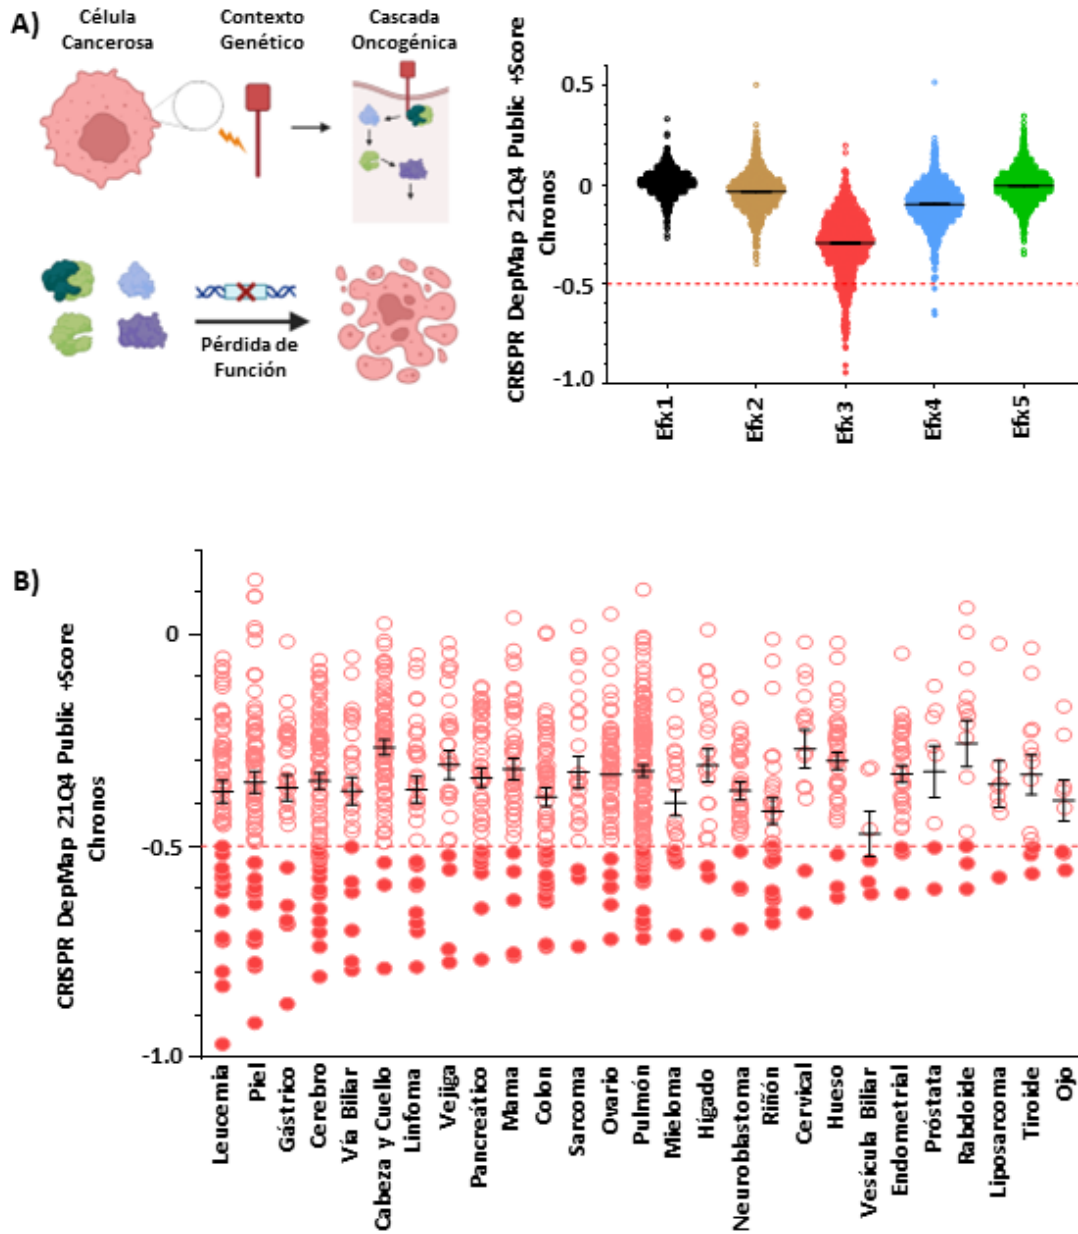 A)
Célula
Cancerosa
Contexto
Genético
Cascada
Oncogénica
Pérdida de
Función
CRISPR DepMap 21Q4 Public +Score
Chronos
0.5
0
-0.5
-1.0
Efx1
Efx2
Efx3
Efx4
Efx5
B)
CRISPR DepMap 21Q4 Public +Score
Chronos
0
-0.5
-1.0
Leucemia
Piel
Gástrico
Cerebro
Vía Biliar
Cabeza y Cuello
Linfoma
Vejiga
Pancreático
Mama
Colon
Sarcoma
Ovario
Pulmón
Mieloma
Hígado
Neuroblastoma
Riñón
Cervical
Hueso
Vesícula Biliar
Endometrial
Próstata
Rabdoide
Liposarcoma
Tiroide
Ojo